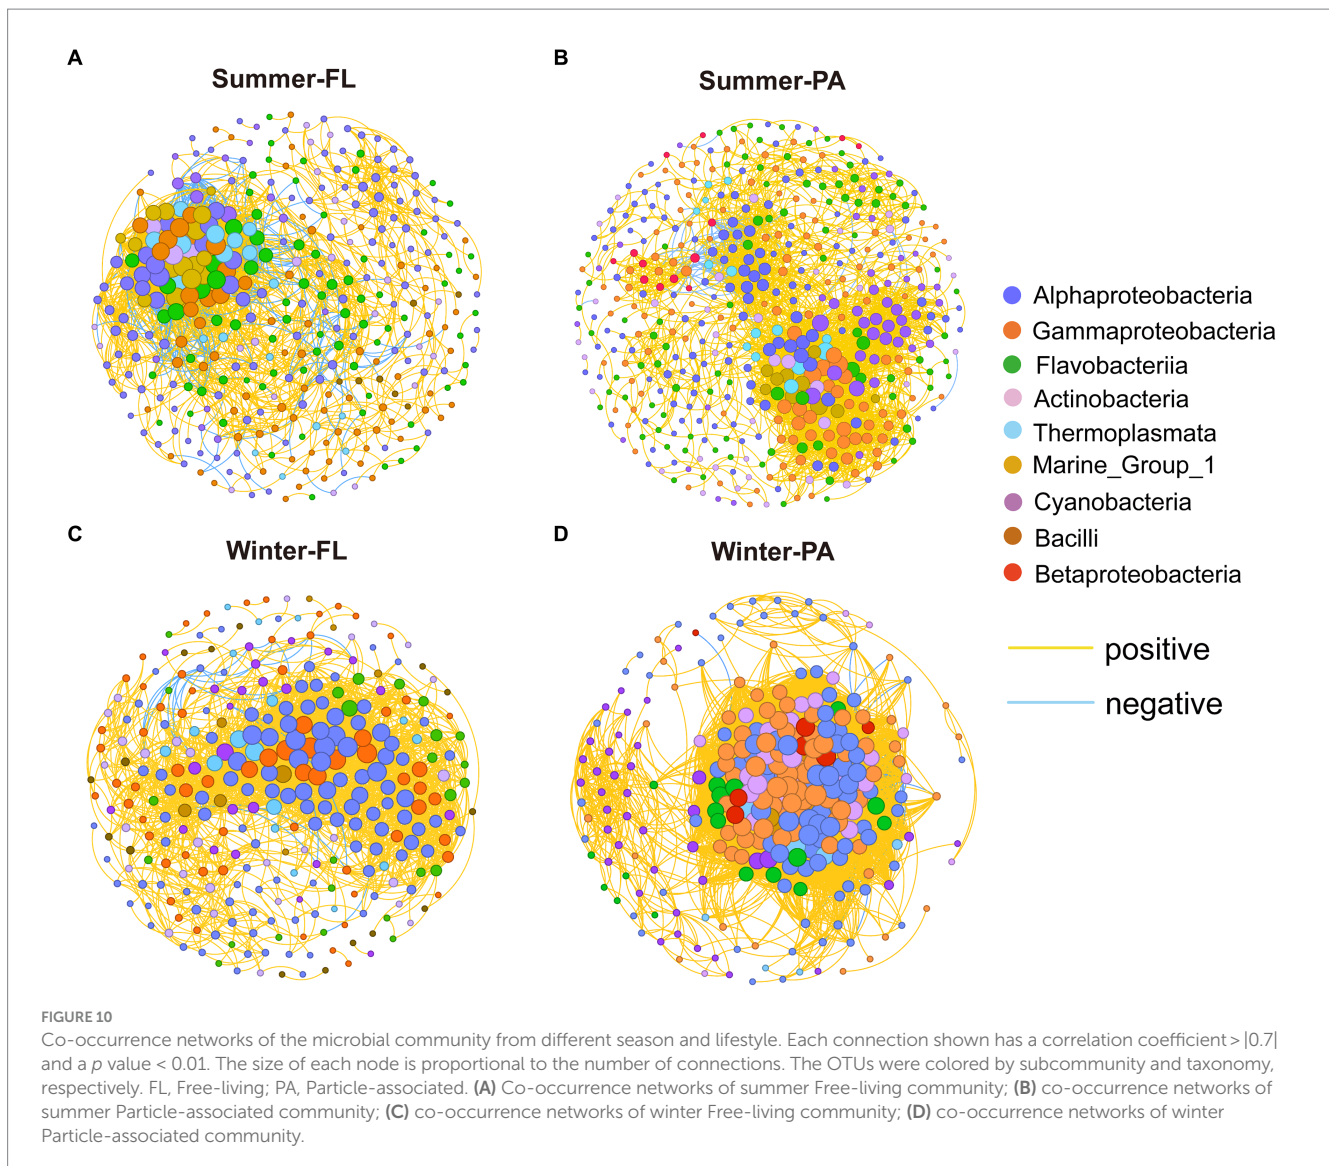 A
Summer-FL
B
Summer-PA
Alphaproteobacteria
Gammaproteobacteria
Flavobacteriia
Actinobacteria
Thermoplasmata
Marine_Group_1
Cyanobacteria
Bacilli
Betaproteobacteria
positive
negative
C
Winter-FL
D
Winter-PA
FIGURE 10
Co-occurrence networks of the microbial community from different season and lifestyle. Each connection shown has a correlation coefficient > |0.7|
and a p value < 0.01. The size of each node is proportional to the number of connections. The OTUs were colored by subcommunity and taxonomy,
respectively. FL, Free-living; PA, Particle-associated. (A) Co-occurrence networks of summer Free-living community; (B) co-occurrence networks of
summer Particle-associated community; (C) co-occurrence networks of winter Free-living community; (D) co-occurrence networks of winter
Particle-associated community.